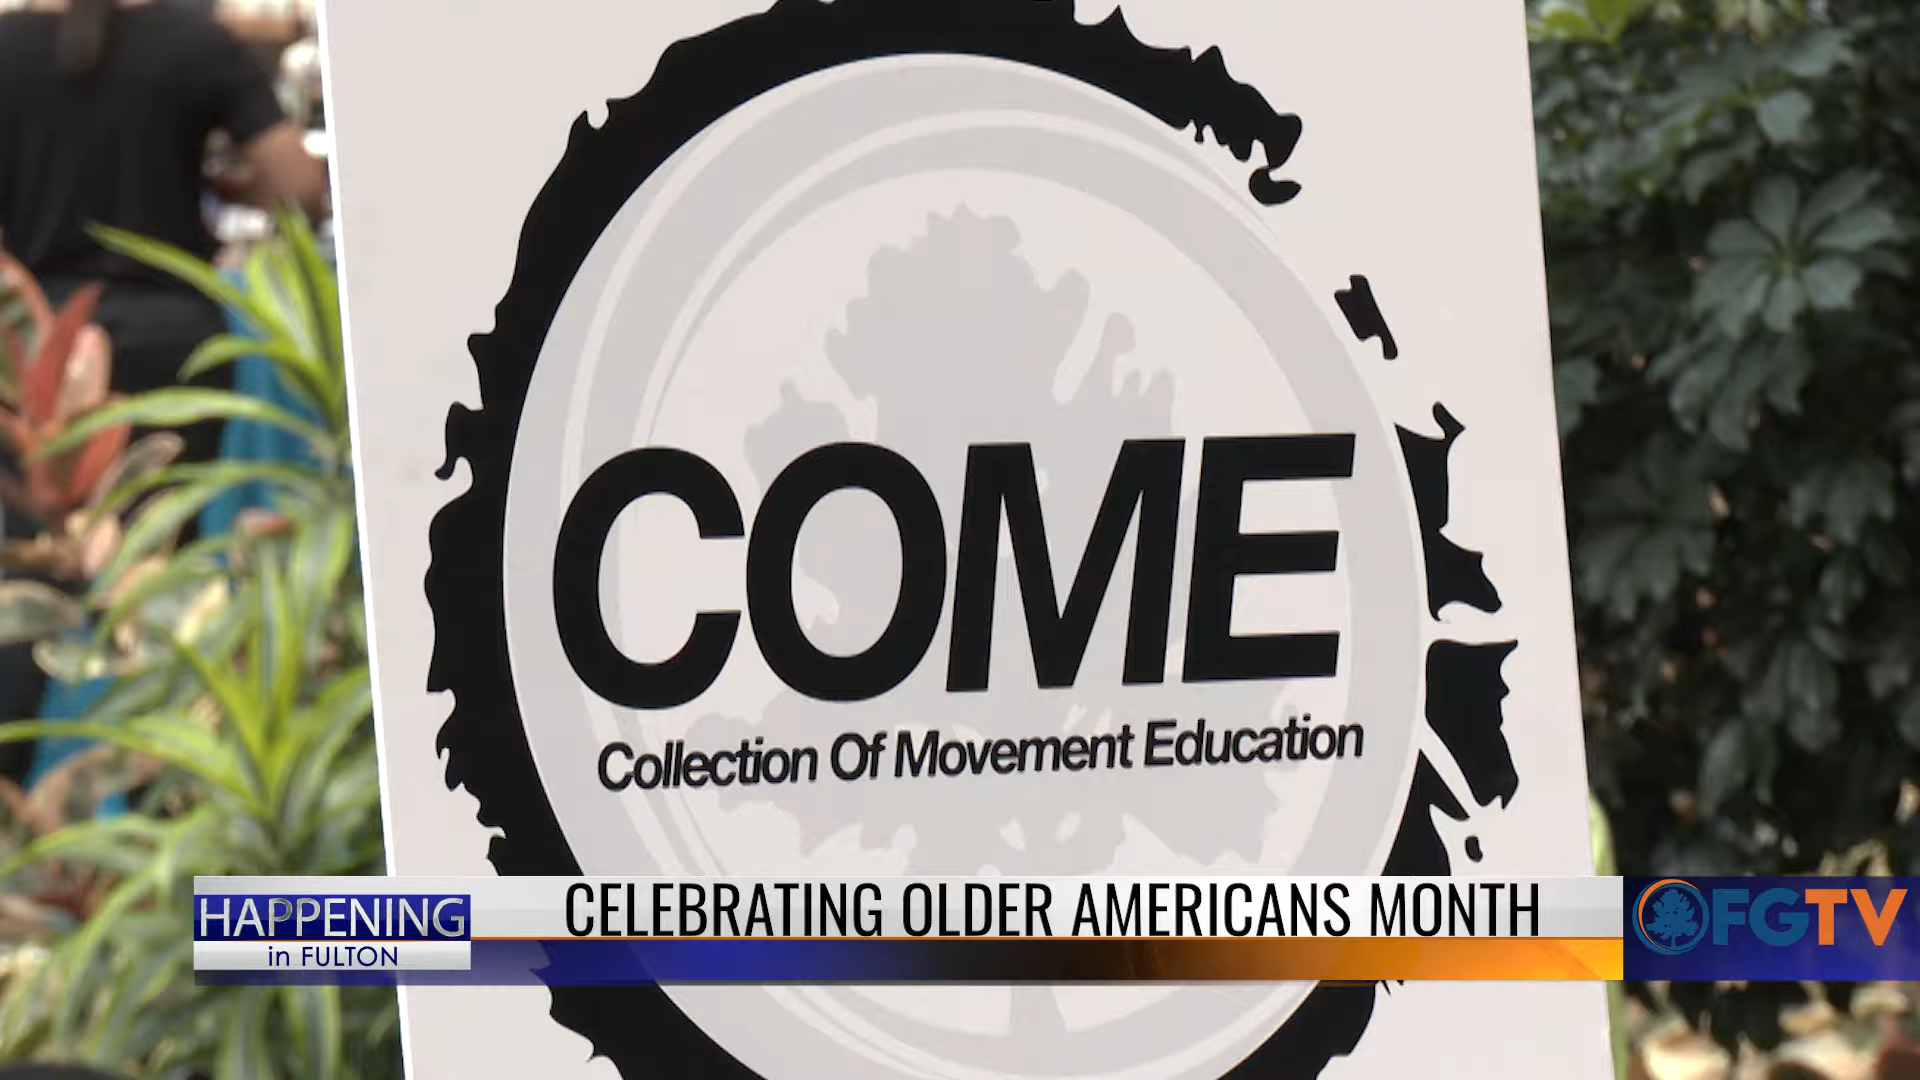 COME
Collection Of Movement Education
HAPPENING
in FULTON
CELEBRATING OLDER AMERICANS MONTH
FGTV